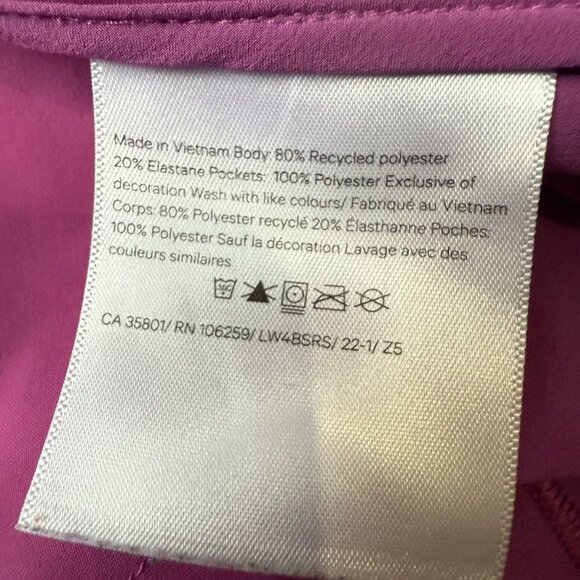 Made in Vietnam Body: 80% Recycled polyester
20% Elastane Pockets: 100% Polyester Exclusive of
decoration Wash with like colours/ Fabriqué au Vietnam
Corps: 80% Polyester recyclé 20% Élasthanne Poches:
100% Polyester Sauf la décoration Lavage avec des
couleurs similaires
30C
CA 35801/ RN 106259/ LW4BSRS/ 22-1/ Z5